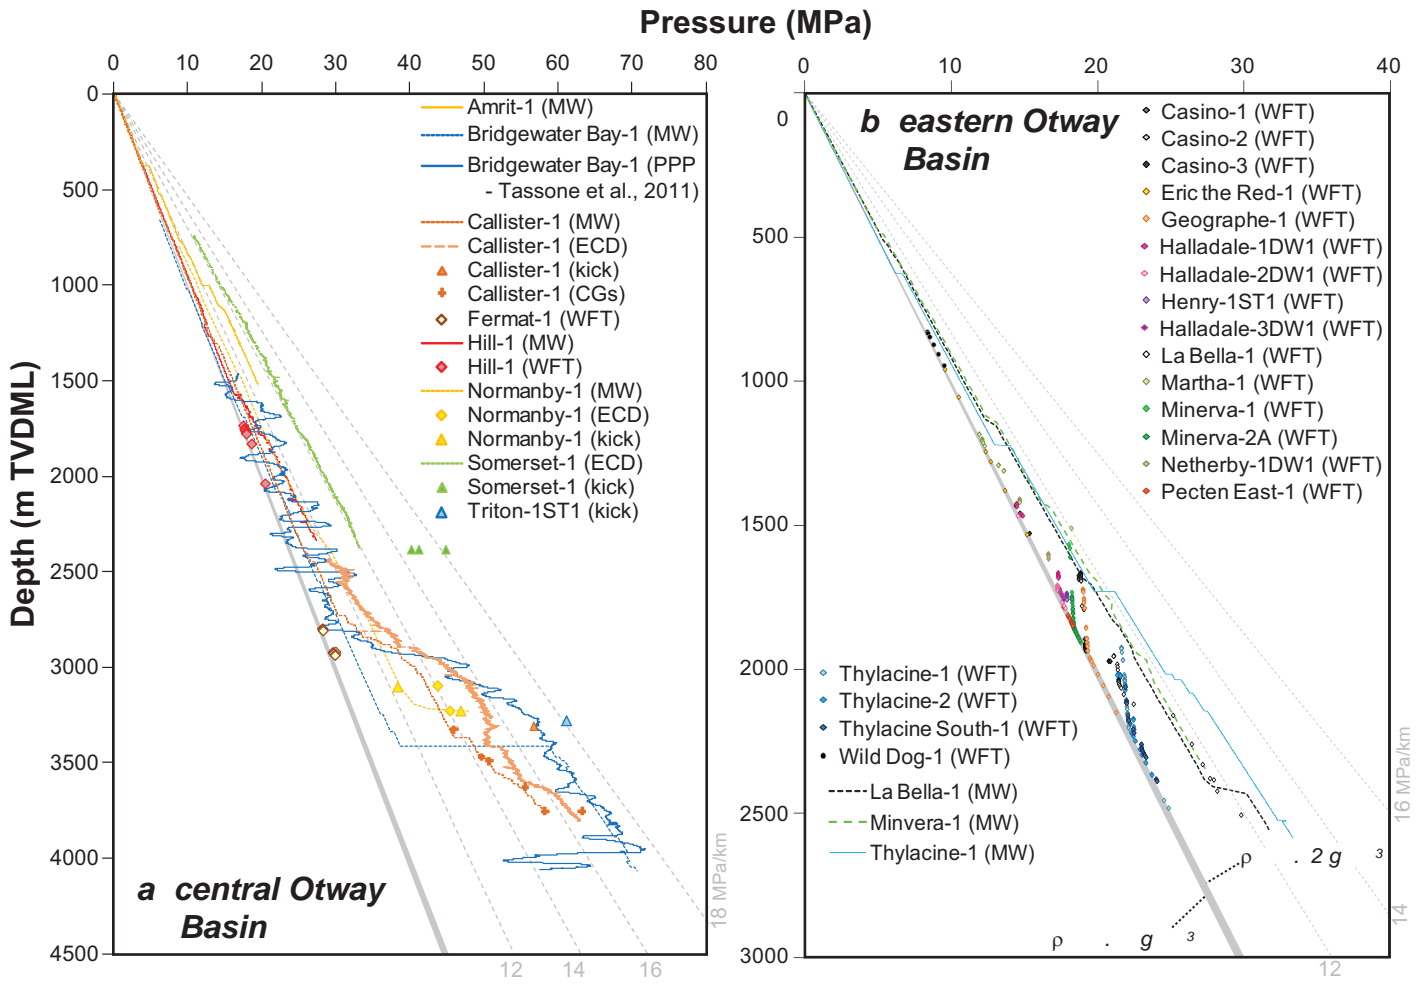 Pressure (MPa)
0 10 20 30 40 50 60 70 80
0 10 20 30 40
Depth (m TVDML)
0
500
1000
1500
2000
2500
3000
3500
4000
4500
Amrit-1 (MW)
Bridgewater Bay-1 (MW)
Bridgewater Bay-1 (PPP
- Tassone et al., 2011)
Callister-1 (MW)
Callister-1 (ECD)
Callister-1 (kick)
Callister-1 (CGs)
Fermat-1 (WFT)
Hill-1 (MW)
Hill-1 (WFT)
Normanby-1 (MW)
Normanby-1 (ECD)
Normanby-1 (kick)
Somerset-1 (ECD)
Somerset-1 (kick)
Triton-1ST1 (kick)
a central Otway
Basin
12 14 16
18 MPa/km
0
500
1000
1500
2000
2500
3000
b eastern Otway
Basin
Casino-1 (WFT)
Casino-2 (WFT)
Casino-3 (WFT)
Eric the Red-1 (WFT)
Geographe-1 (WFT)
Halladale-1DW1 (WFT)
Halladale-2DW1 (WFT)
Henry-1ST1 (WFT)
Halladale-3DW1 (WFT)
La Bella-1 (WFT)
Martha-1 (WFT)
Minerva-1 (WFT)
Minerva-2A (WFT)
Netherby-1DW1 (WFT)
Pecten East-1 (WFT)
Thylacine-1 (WFT)
Thylacine-2 (WFT)
Thylacine South-1 (WFT)
Wild Dog-1 (WFT)
La Bella-1 (MW)
Minvera-1 (MW)
Thylacine-1 (MW)
ρ . 2 g 3
ρ . g 3
12
14
16 MPa/km